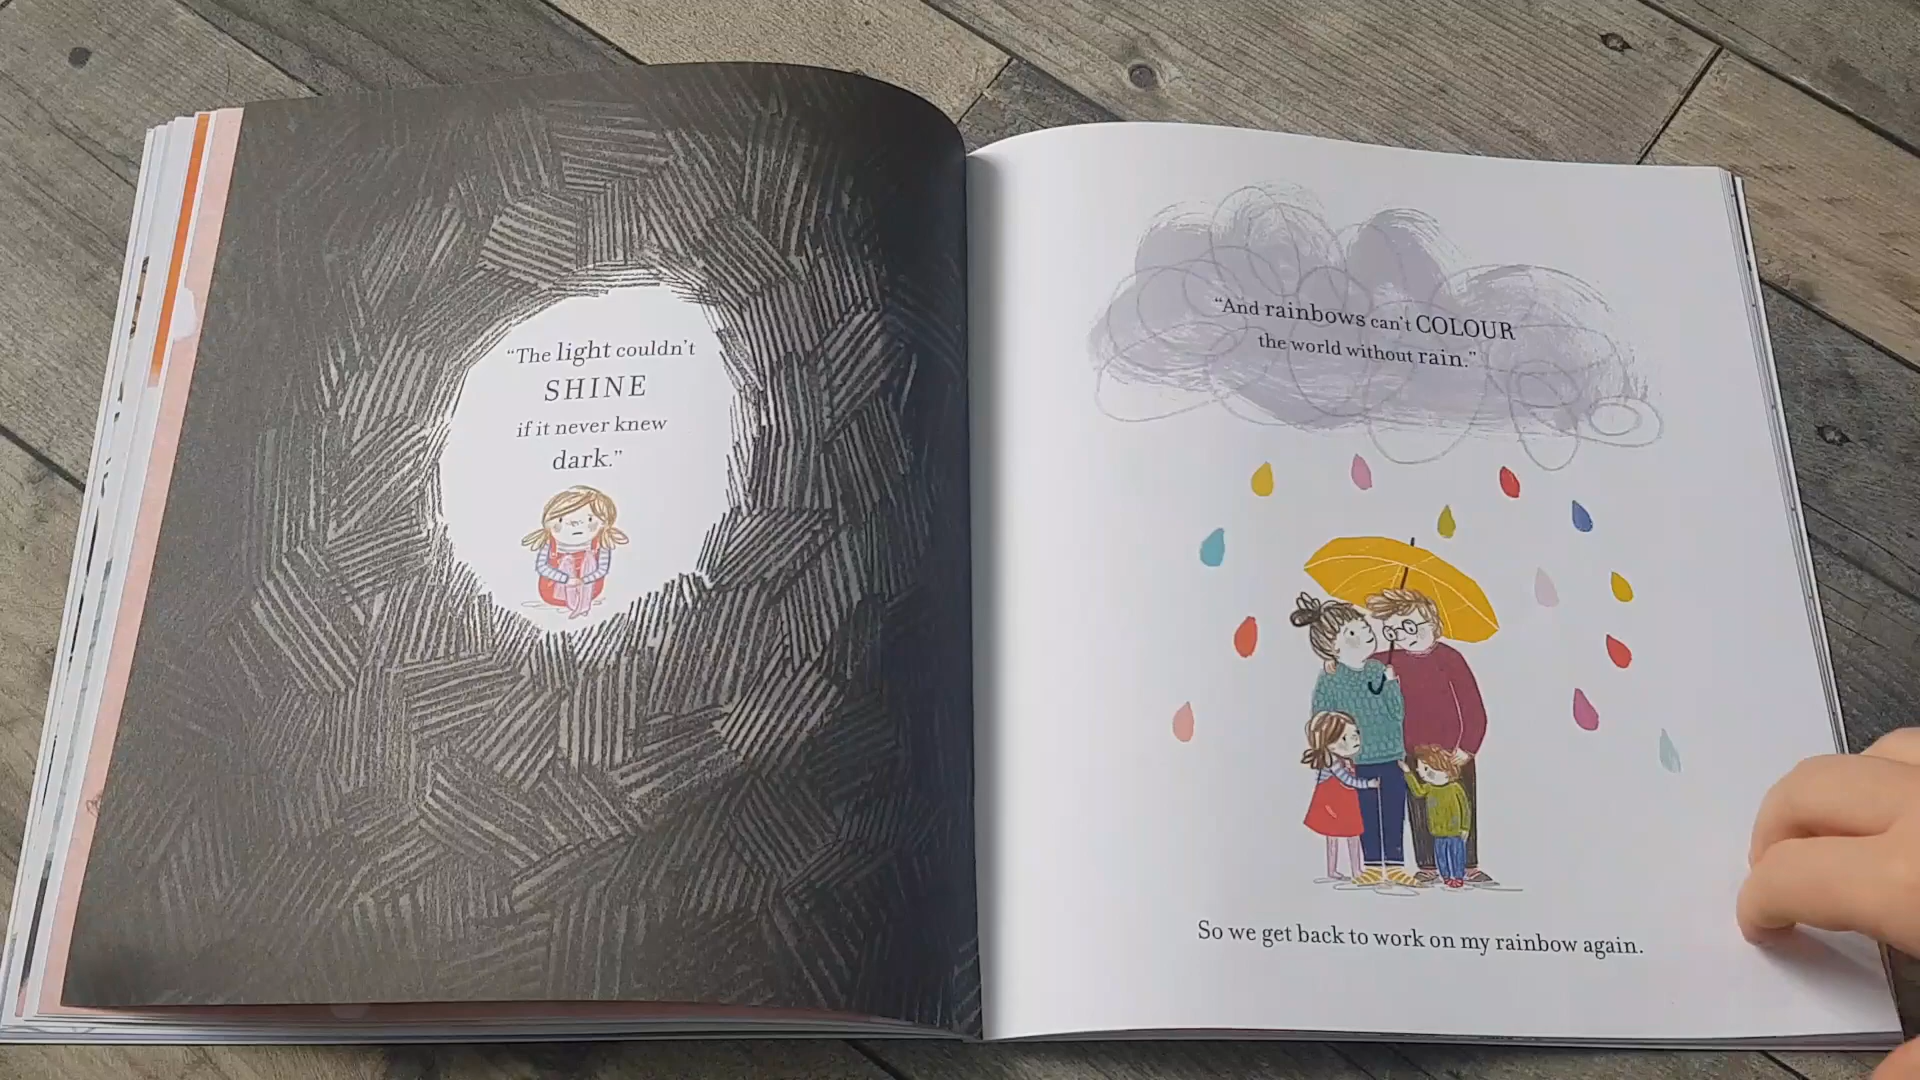 “The light couldn’t
SHINE
if it never knew
dark.”
“And rainbows can’t COLOUR
the world without rain.”
So we get back to work on my rainbow again.